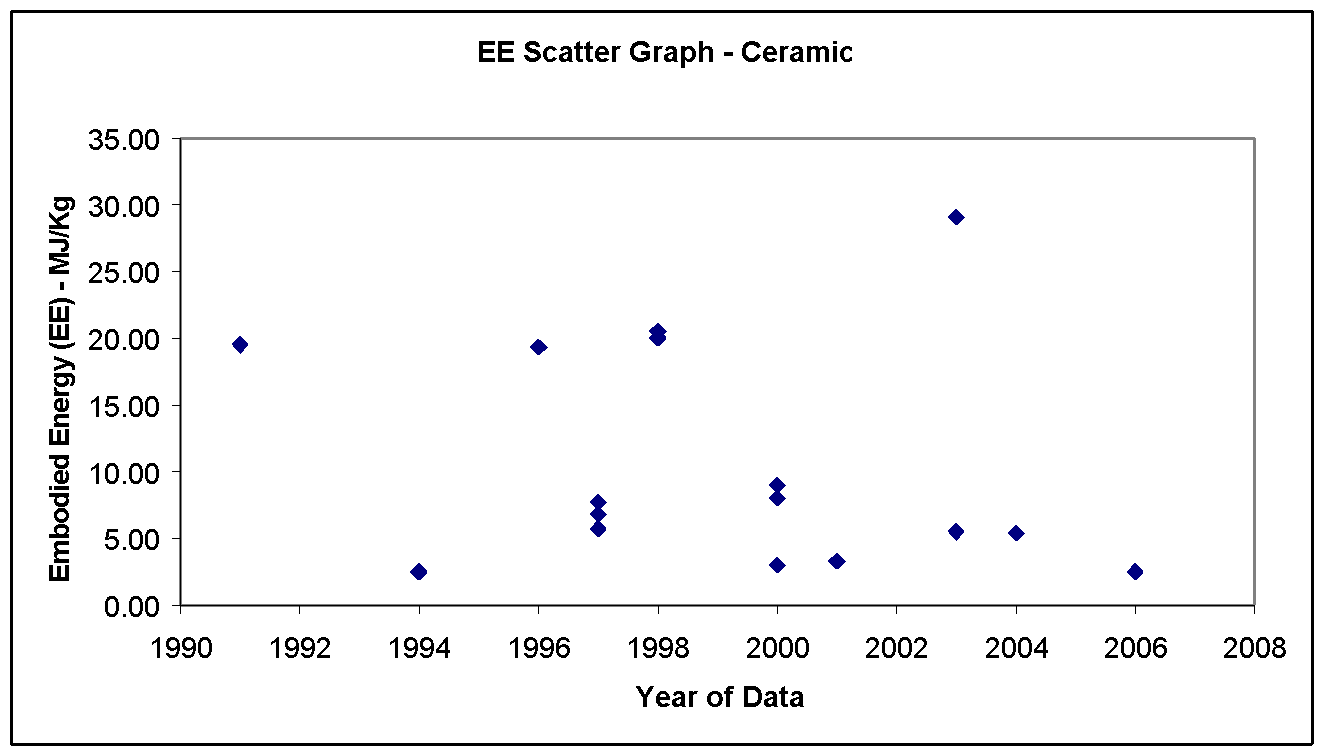 EE Scatter Graph - Ceramic
Embodied Energy (EE) - MJ/Kg
35.00
30.00
25.00
20.00
15.00
10.00
5.00
0.00
1990 1992 1994 1996 1998 2000 2002 2004 2006 2008
Year of Data